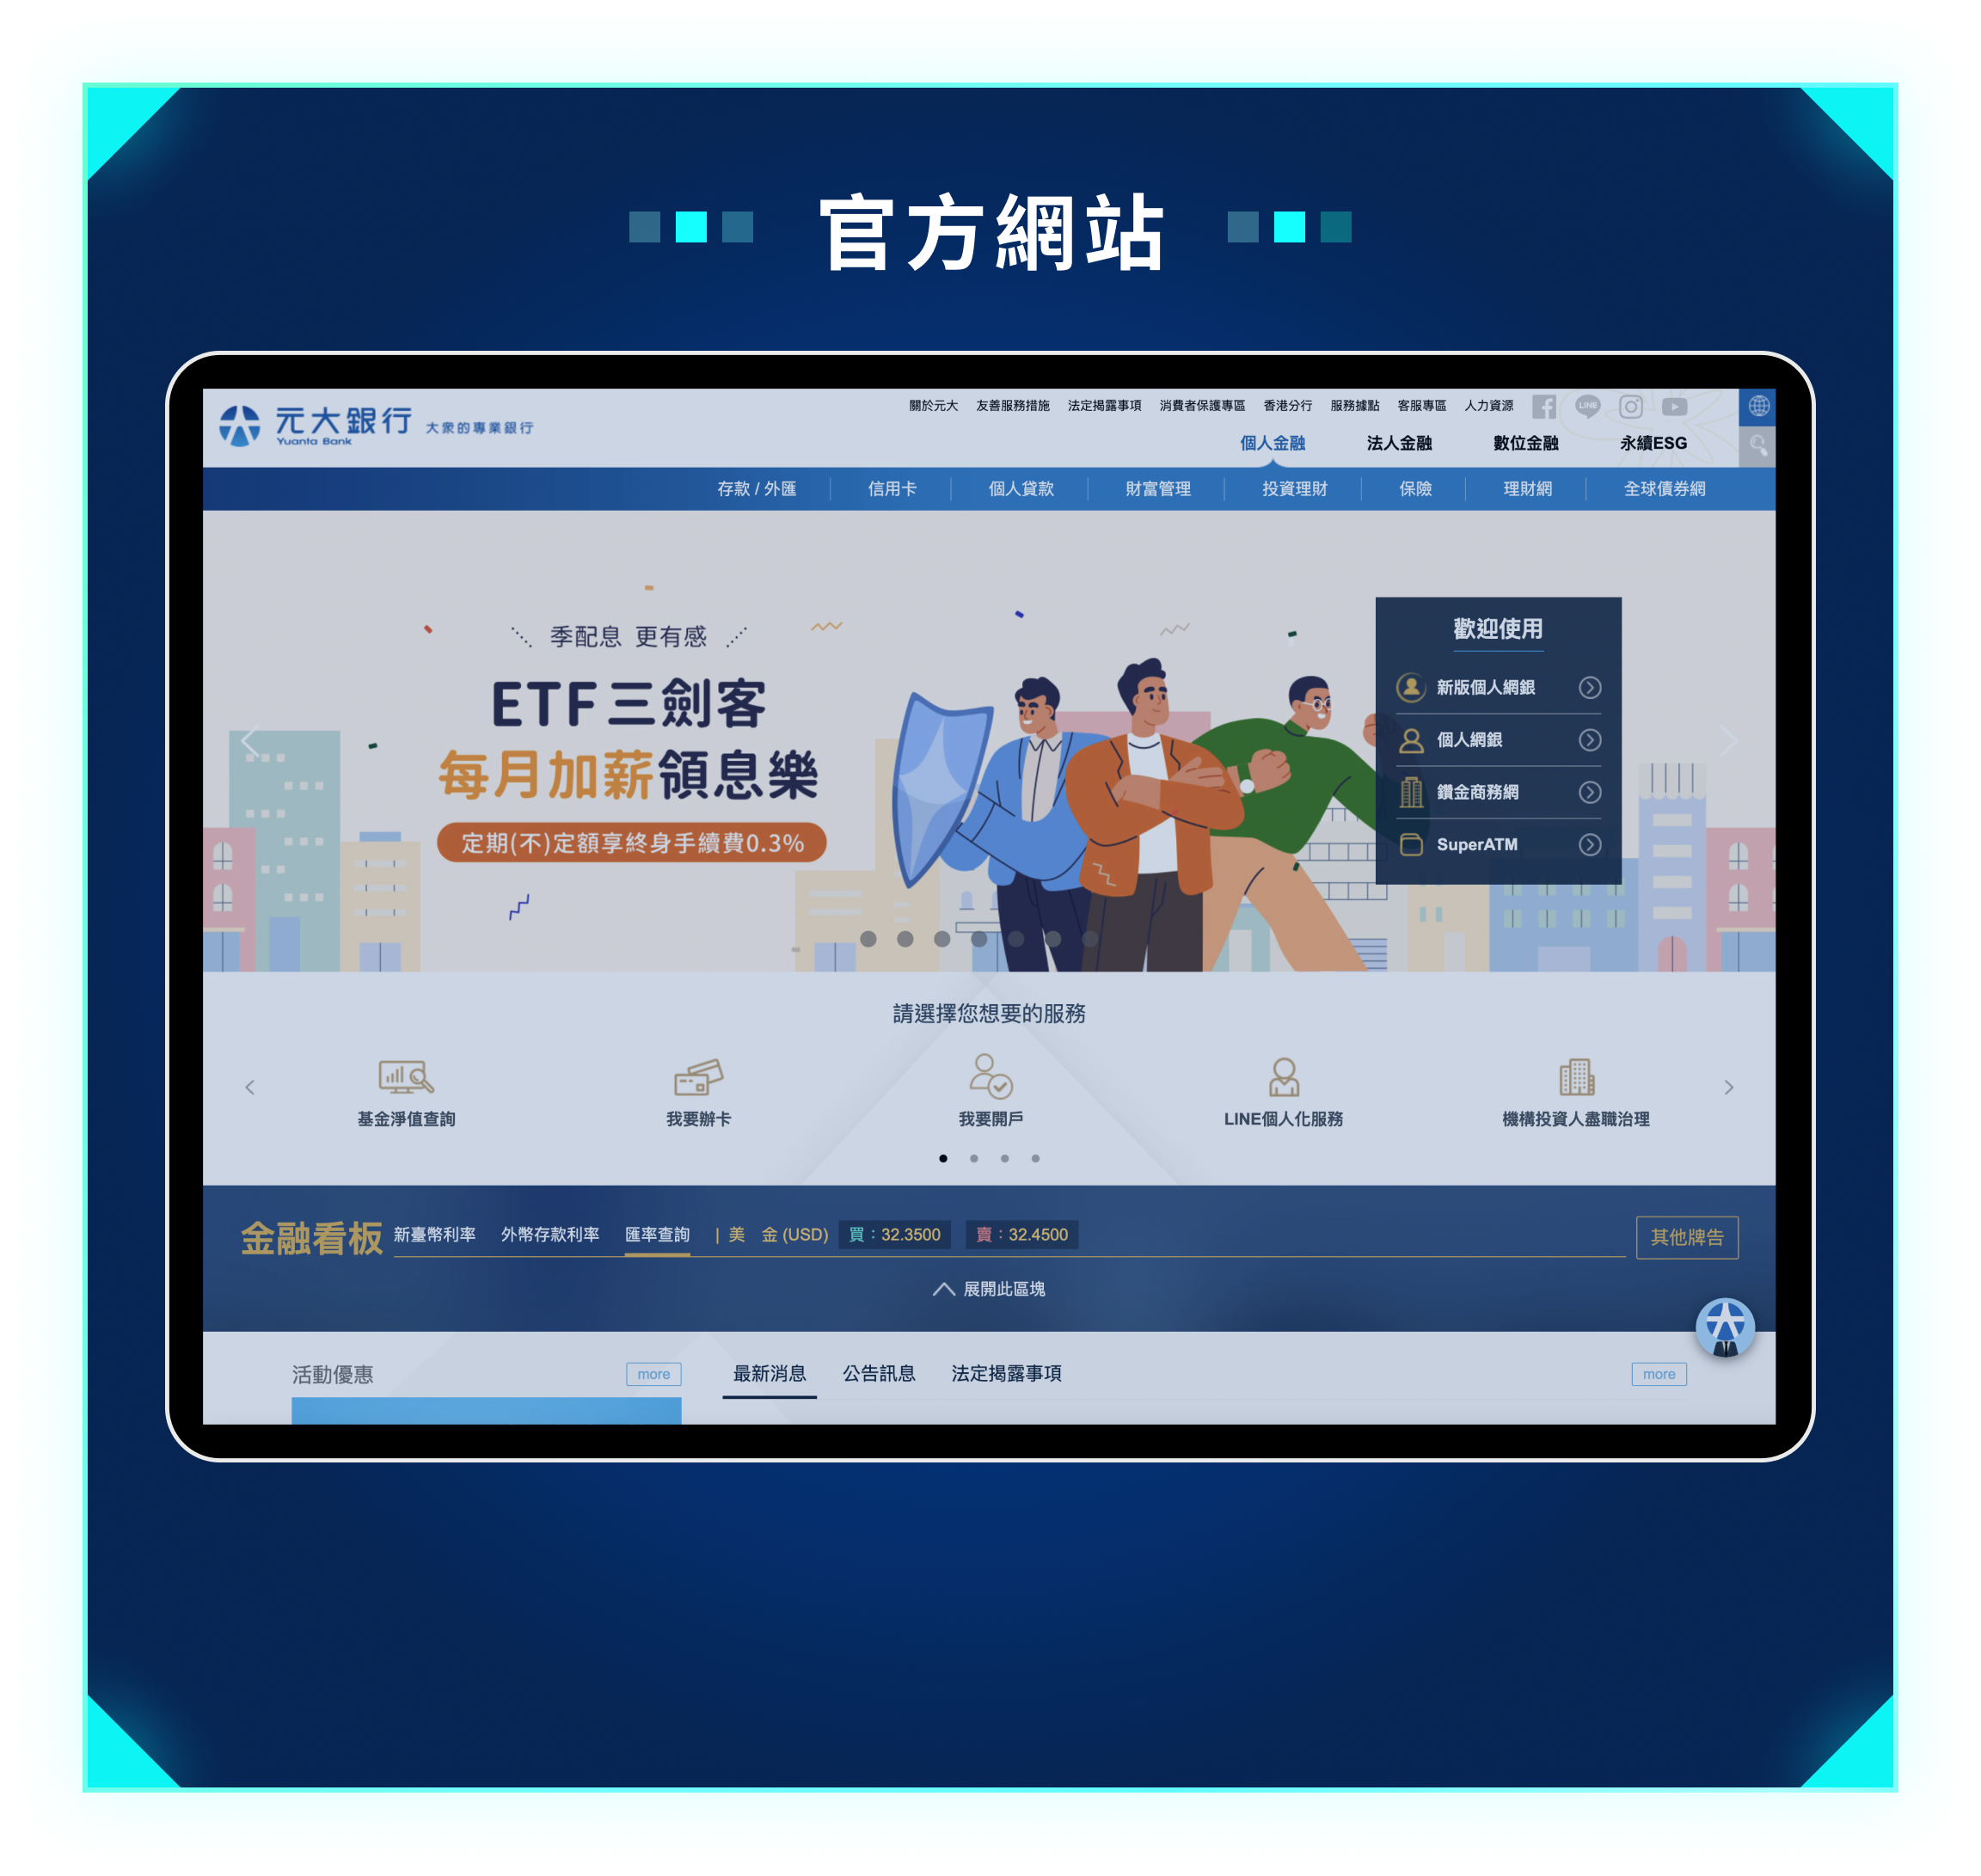 官方網站
元大銀行 大衆的專業銀行
Yuanta Bank
關於元大 友善服務措施 法定揭露事項 消費者保護專區 香港分行 服務據點 客服專區 人力資源 LINE
個人金融 法人金融 數位金融 永續ESG
存款 / 外匯 信用卡 個人貸款 財富管理 投資理財 保險 理財網 全球債券網
季配息 更有感
ETF三劍客
每月加薪領息樂
定期(不)定額享終身手續費0.3%
歡迎使用
新版個人網銀
個人網銀
鑽金商務網
SuperATM
請選擇您想要的服務
基金淨值查詢 我要辦卡 我要開戶 LINE個人化服務 機構投資人盡職治理
金融看板 新臺幣利率 外幣存款利率 匯率查詢 | 美 金 (USD) 買：32.3500 賣：32.4500 其他牌告
展開此區塊
活動優惠 more 最新消息 公告訊息 法定揭露事項 more